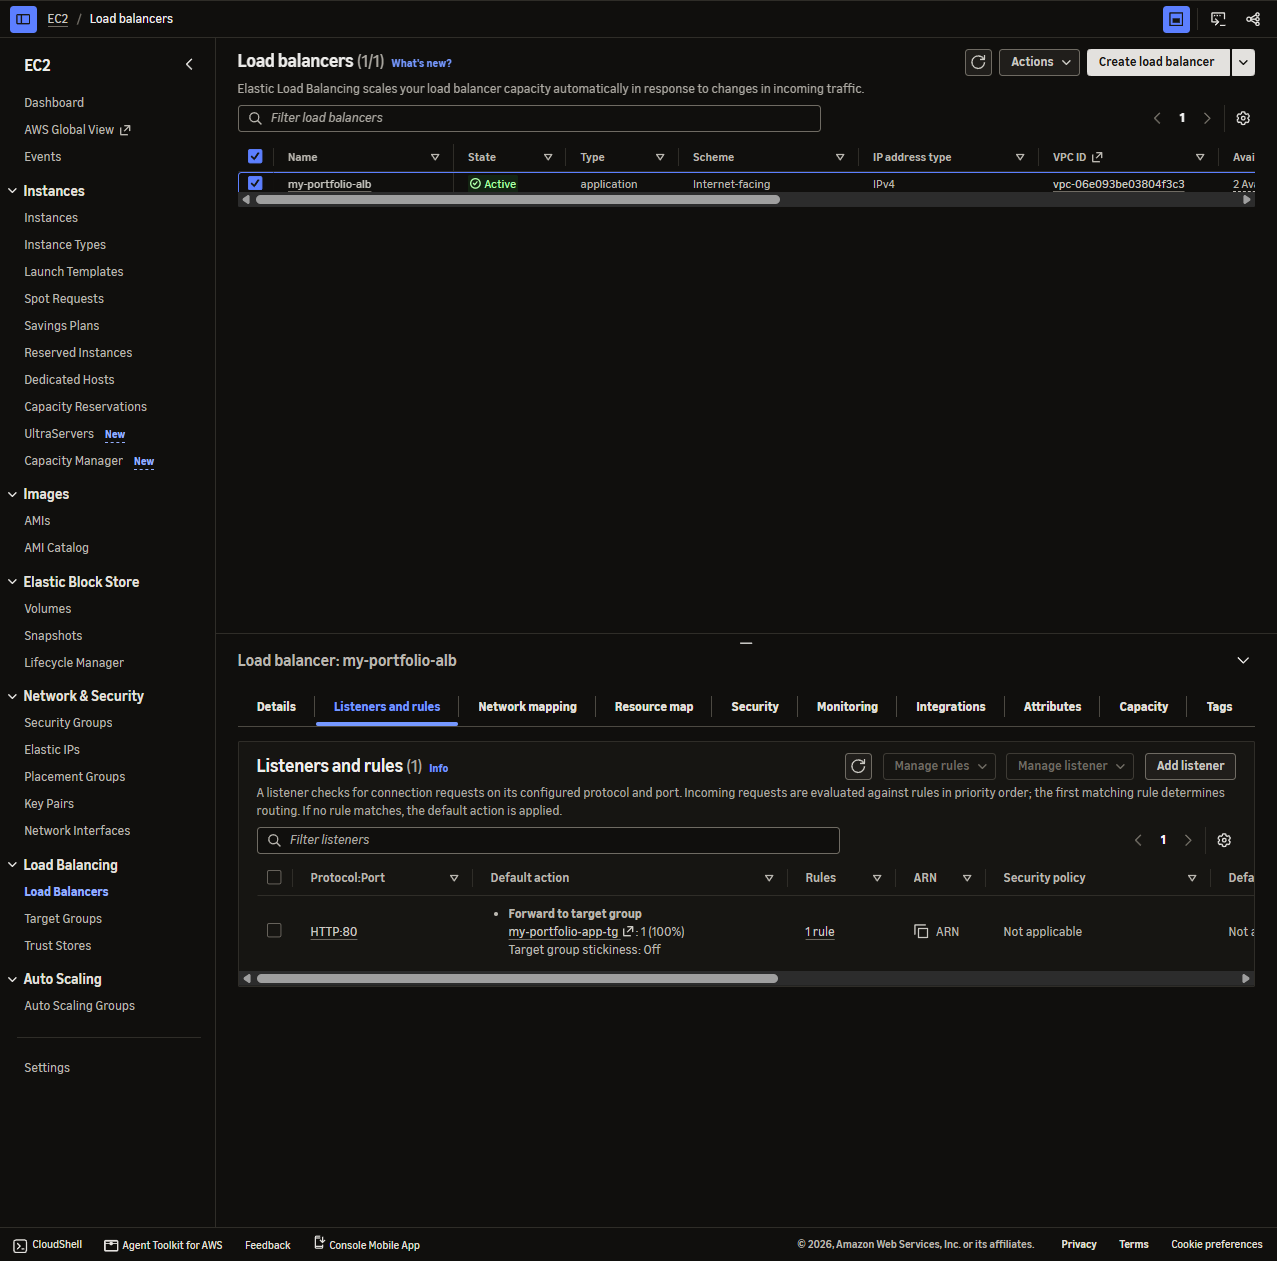 EC2 / Load balancers
EC2
Dashboard
AWS Global View
Events
Instances
Instances
Instance Types
Launch Templates
Spot Requests
Savings Plans
Reserved Instances
Dedicated Hosts
Capacity Reservations
UltraServers New
Capacity Manager New
Images
AMIs
AMI Catalog
Elastic Block Store
Volumes
Snapshots
Lifecycle Manager
Network & Security
Security Groups
Elastic IPs
Placement Groups
Key Pairs
Network Interfaces
Load Balancing
Load Balancers
Target Groups
Trust Stores
Auto Scaling
Auto Scaling Groups
Settings
Load balancers (1/1) What's new?
Actions
Create load balancer
Elastic Load Balancing scales your load balancer capacity automatically in response to changes in incoming traffic.
Filter load balancers
1
Name State Type Scheme IP address type VPC ID Avai
my-portfolio-alb Active application Internet-facing IPv4 vpc-06e093be03804f3c3 2 Av
Load balancer: my-portfolio-alb
Details Listeners and rules Network mapping Resource map Security Monitoring Integrations Attributes Capacity Tags
Listeners and rules (1) Info
Manage rules Manage listener Add listener
A listener checks for connection requests on its configured protocol and port. Incoming requests are evaluated against rules in priority order; the first matching rule determines
routing. If no rule matches, the default action is applied.
Filter listeners
1
Protocol:Port Default action Rules ARN Security policy Defa
• Forward to target group
HTTP:80 my-portfolio-app-tg : 1 (100%) 1 rule ARN Not applicable Not a
Target group stickiness: Off
CloudShell Agent Toolkit for AWS Feedback Console Mobile App © 2026, Amazon Web Services, Inc. or its affiliates. Privacy Terms Cookie preferences